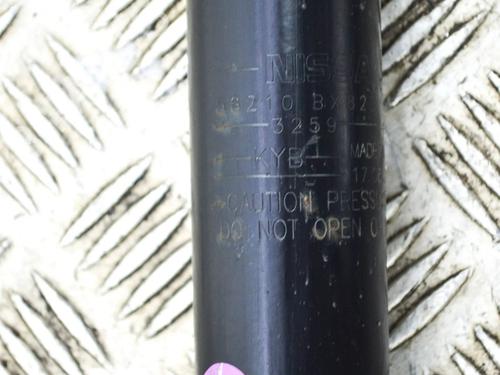 NISSA
3259
KYB MADE
CAUTION PRESS
DO NOT OPEN O